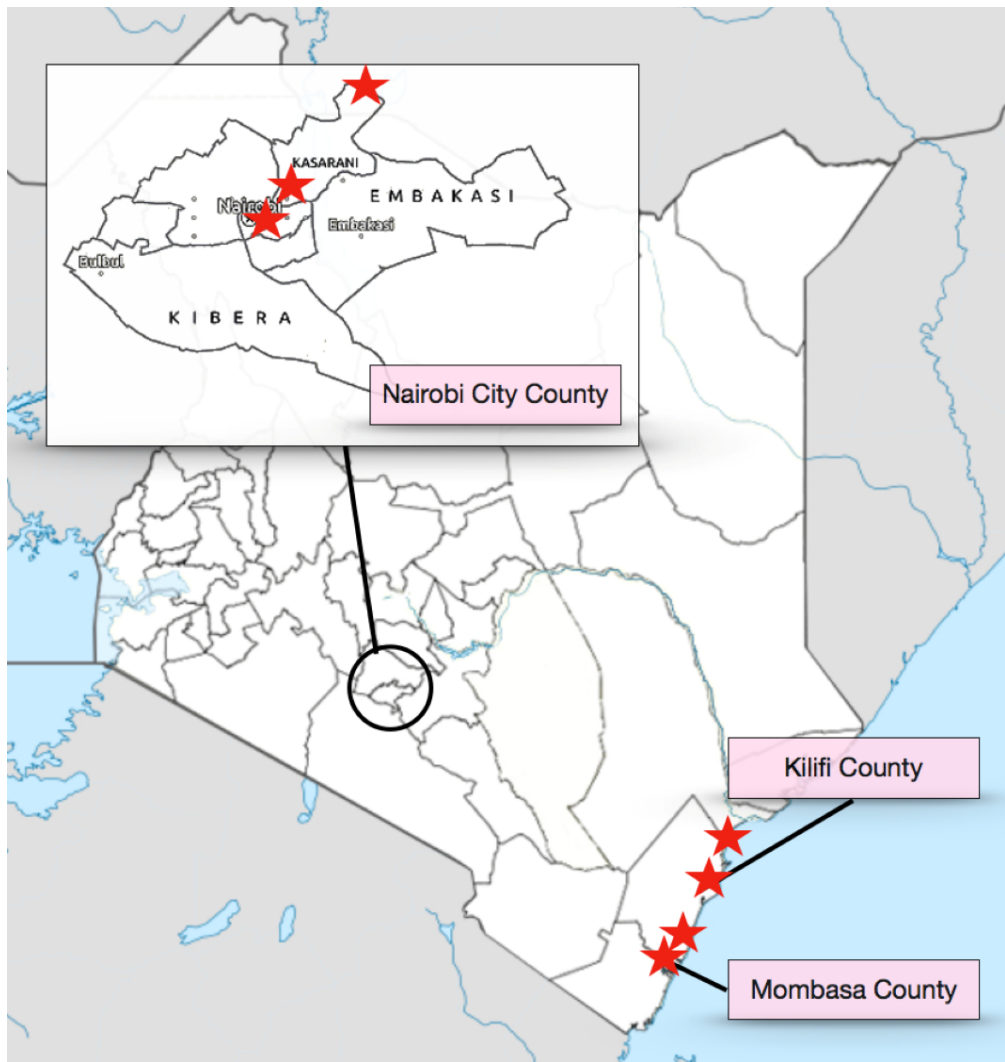 KASARANI
EMBAKASI
Nairobi
Embakasi
Bulbul
KIBERA
Nairobi City County
Kilifi County
Mombasa County